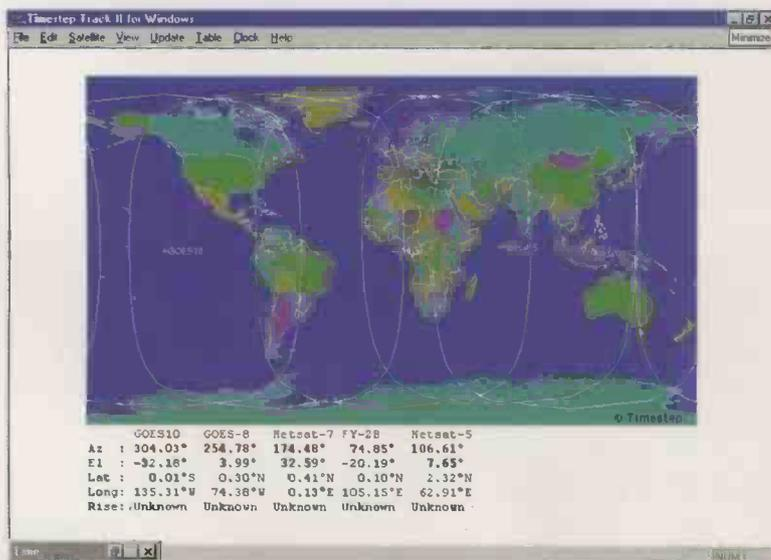 Timestep Track II for Windows
File Edit Satellite View Update Table Clock Help
Minimize
+GOES10
© Timestep
GOES10 GOES-8 Metsat-7 FY-2B Metsat-5
Az : 304.03° 254.78° 174.48° 74.85° 106.61°
El : -32.18° 3.99° 32.59° -20.19° 7.65°
Lat : 0.01°S 0.30°N 0.41°N 0.10°N 2.32°N
Long: 135.31°W 74.38°W 0.13°E 105.15°E 62.91°E
Rise: Unknown Unknown Unknown Unknown Unknown
Time
NUM